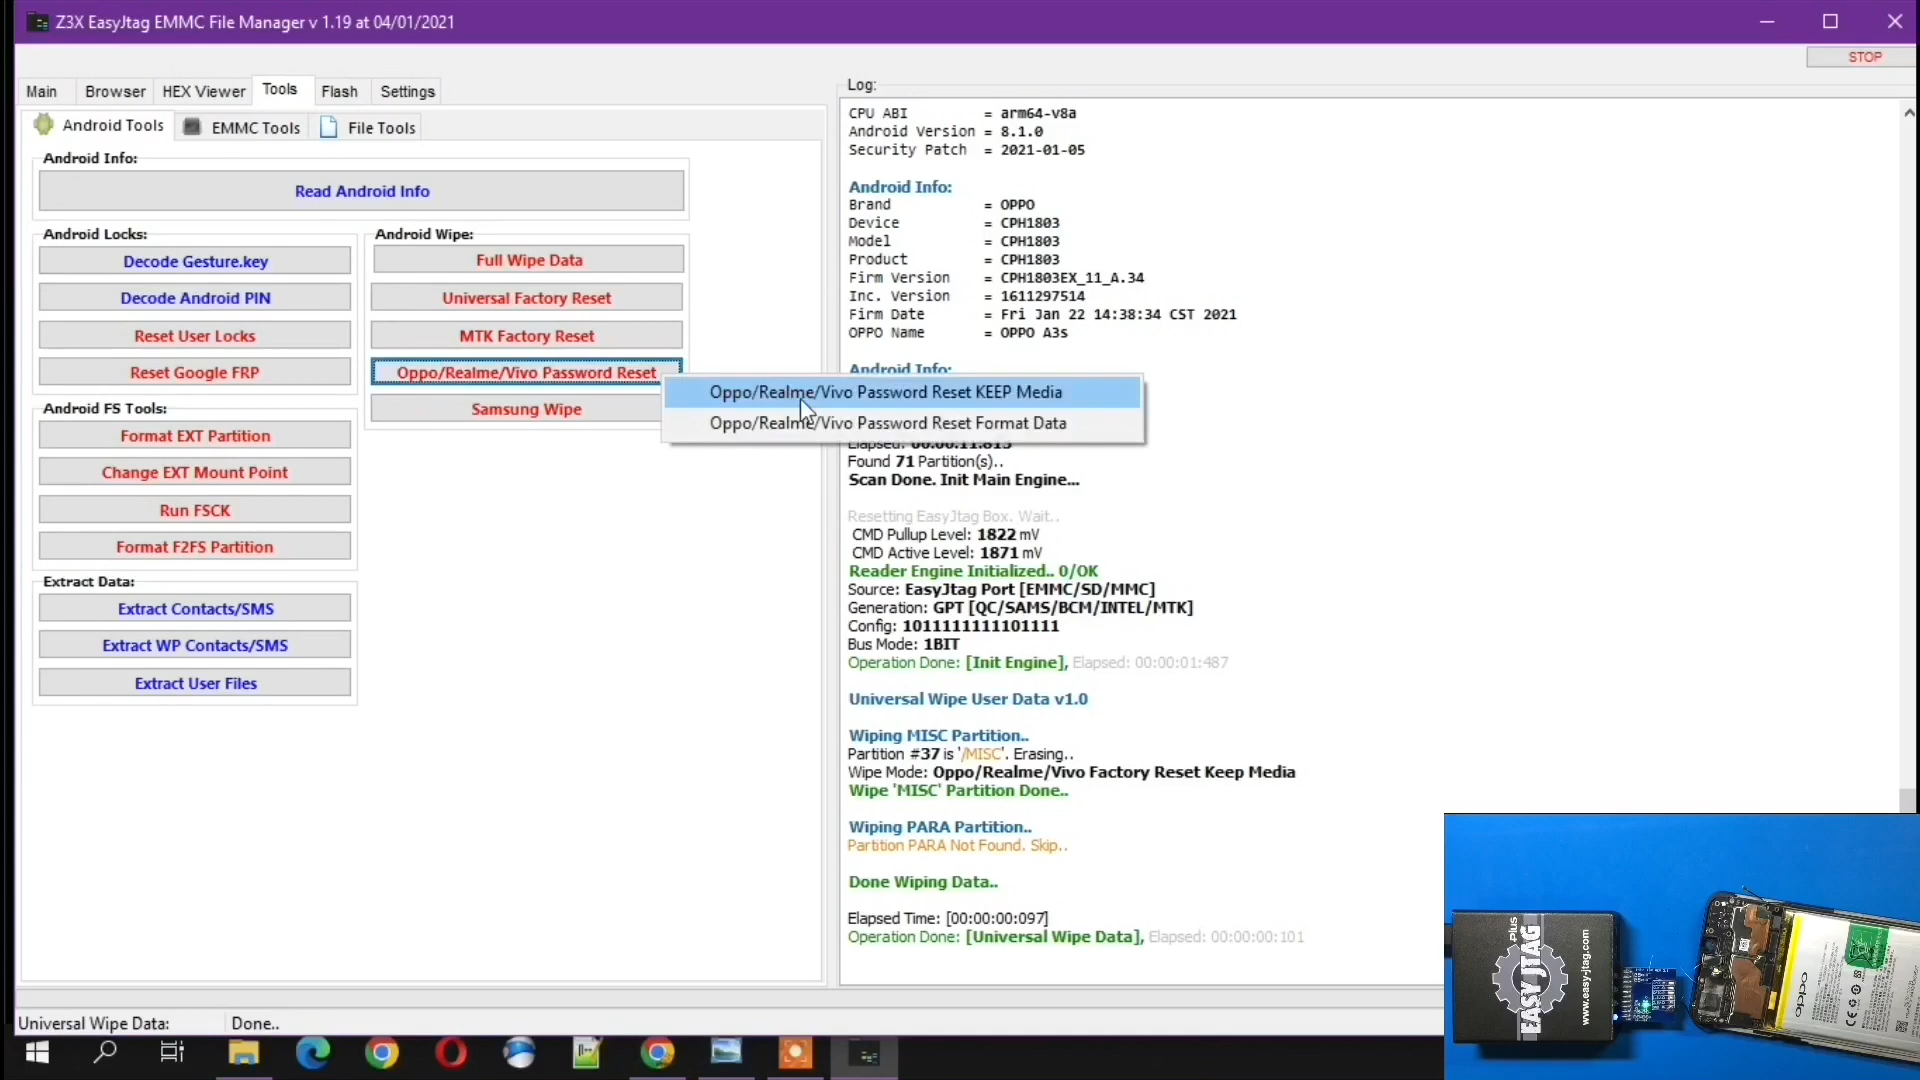 Z3X EasyJtag EMMC File Manager v 1.19 at 04/01/2021
STOP
Main Browser HEX Viewer Tools Flash Settings
Android Tools EMMC Tools File Tools
Android Info:
Read Android Info
Android Locks:
Decode Gesture.key
Decode Android PIN
Reset User Locks
Reset Google FRP
Android Wipe:
Full Wipe Data
Universal Factory Reset
MTK Factory Reset
Oppo/Realme/Vivo Password Reset
Samsung Wipe
Oppo/Realme/Vivo Password Reset KEEP Media
Oppo/Realme/Vivo Password Reset Format Data
Android FS Tools:
Format EXT Partition
Change EXT Mount Point
Run FSCK
Format F2FS Partition
Extract Data:
Extract Contacts/SMS
Extract WP Contacts/SMS
Extract User Files
Log:
CPU ABI = arm64-v8a
Android Version = 8.1.0
Security Patch = 2021-01-05
Android Info:
Brand = OPPO
Device = CPH1803
Model = CPH1803
Product = CPH1803
Firm Version = CPH1803EX_11_A.34
Inc. Version = 1611297514
Firm Date = Fri Jan 22 14:38:34 CST 2021
OPPO Name = OPPO A3s
Android Info:
Elapsed: 00:00:11:815
Found 71 Partition(s)..
Scan Done. Init Main Engine...
Resetting EasyJtag Box. Wait..
CMD Pullup Level: 1822 mV
CMD Active Level: 1871 mV
Reader Engine Initialized.. 0/OK
Source: EasyJtag Port [EMMC/SD/MMC]
Generation: GPT [QC/SAMS/BCM/INTEL/MTK]
Config: 1011111111101111
Bus Mode: 1BIT
Operation Done: [Init Engine], Elapsed: 00:00:01:487
Universal Wipe User Data v1.0
Wiping MISC Partition..
Partition #37 is '/MISC'. Erasing..
Wipe Mode: Oppo/Realme/Vivo Factory Reset Keep Media
Wipe 'MISC' Partition Done..
Wiping PARA Partition..
Partition PARA Not Found. Skip..
Done Wiping Data..
Elapsed Time: [00:00:00:097]
Operation Done: [Universal Wipe Data], Elapsed: 00:00:00:101
Universal Wipe Data: Done..
EASY JTAG
plus
www.easy-jtag.com
oppo